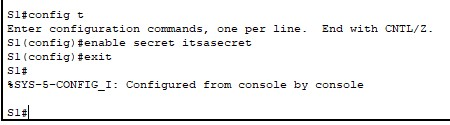 S1#config t
Enter configuration commands, one per line.  End with CNTL/Z.
S1(config)#enable secret itsasecret
S1(config)#exit
S1#
%SYS-5-CONFIG_I: Configured from console by console
S1#